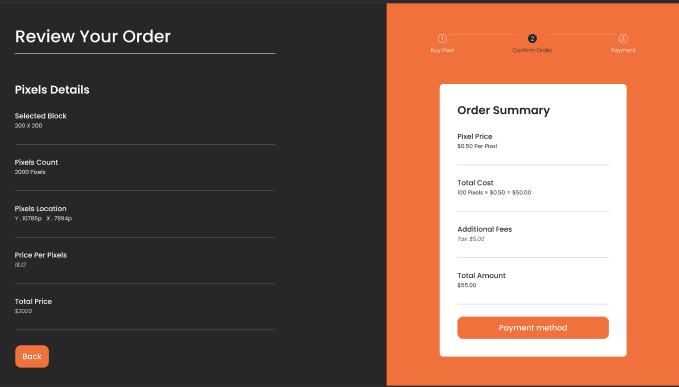 Review Your Order
Pixels Details
Selected Block
200 X 200
Pixels Count
2000 Pixels
Pixels Location
Y . 10786p X . 7894p
Price Per Pixels
1$.12
Total Price
$2000
Back
1
2
3
Buy Pixel
Confirm Order
Payment
Order Summary
Pixel Price
$0.50 Per Pixel
Total Cost
100 Pixels × $0.50 = $50.00
Additional Fees
Tax: $5.00
Total Amount
$55.00
Payment method